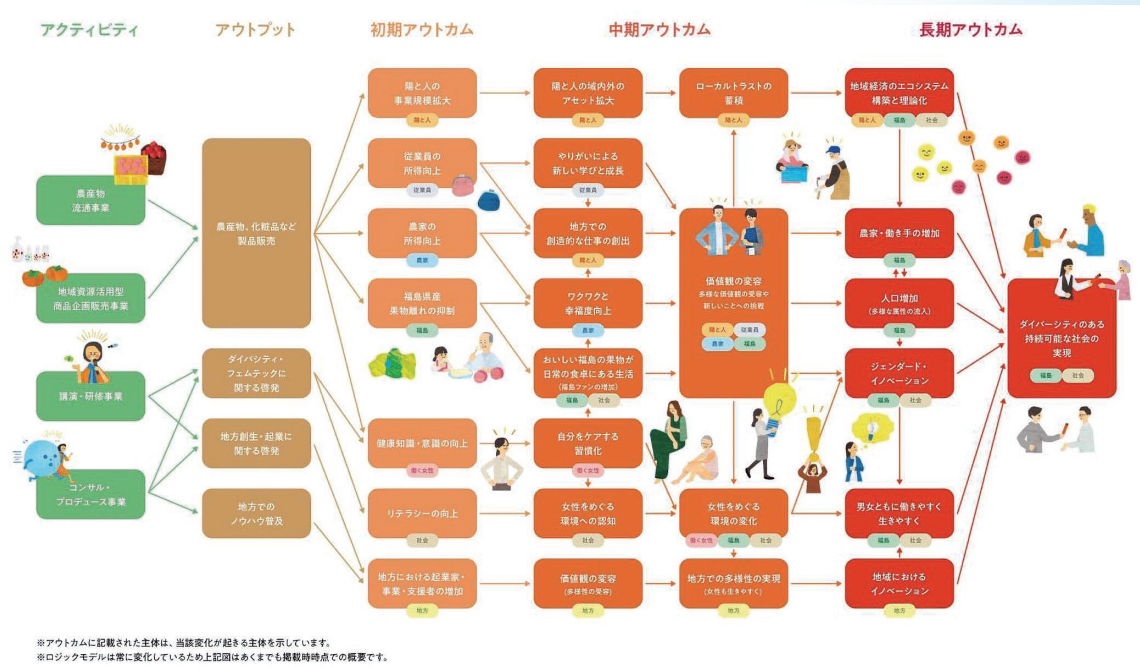 アクティビティ
アウトプット
初期アウトカム
中期アウトカム
長期アウトカム
農産物
流通事業
地域資源活用型
商品企画販売事業
講演・研修事業
コンサル・
プロデュース事業
農産物、化粧品など
製品販売
ダイバシティ・
フェムテックに
関する啓発
地方創生・起業に
関する啓発
地方での
ノウハウ普及
陽と人の
事業規模拡大
陽と人
従業員の
所得向上
従業員
農家の
所得向上
農家
福島県産
果物離れの抑制
福島
健康知識・意識の向上
働く女性
リテラシーの向上
社会
地方における起業家・
事業・支援者の増加
地方
陽と人の域内外の
アセット拡大
陽と人
やりがいによる
新しい学びと成長
従業員
地方での
創造的な仕事の創出
陽と人
ワクワクと
幸福度向上
農家
おいしい福島の果物が
日常の食卓にある生活
(福島ファンの増加)
福島 社会
自分をケアする
習慣化
働く女性
女性をめぐる
環境への認知
社会
価値観の変容
(多様性の受容)
地方
ローカルトラストの
蓄積
陽と人
価値観の変容
多様な価値観の受容や
新しいことへの挑戦
陽と人 従業員
農家 福島
女性をめぐる
環境の変化
働く女性 福島 社会
地方での多様性の実現
(女性も生きやすく)
地方
地域経済のエコシステム
構築と理論化
陽と人 福島 社会
農家・働き手の増加
福島
人口増加
(多様な属性の流入)
福島
ジェンダード・
イノベーション
福島 社会
男女ともに働きやすく
生きやすく
福島 社会
地域における
イノベーション
地方
ダイバーシティのある
持続可能な社会の
実現
福島 社会
※アウトカムに記載された主体は、当該変化が起きる主体を示しています。
※ロジックモデルは常に変化しているため上記図はあくまでも掲載時時点での概要です。